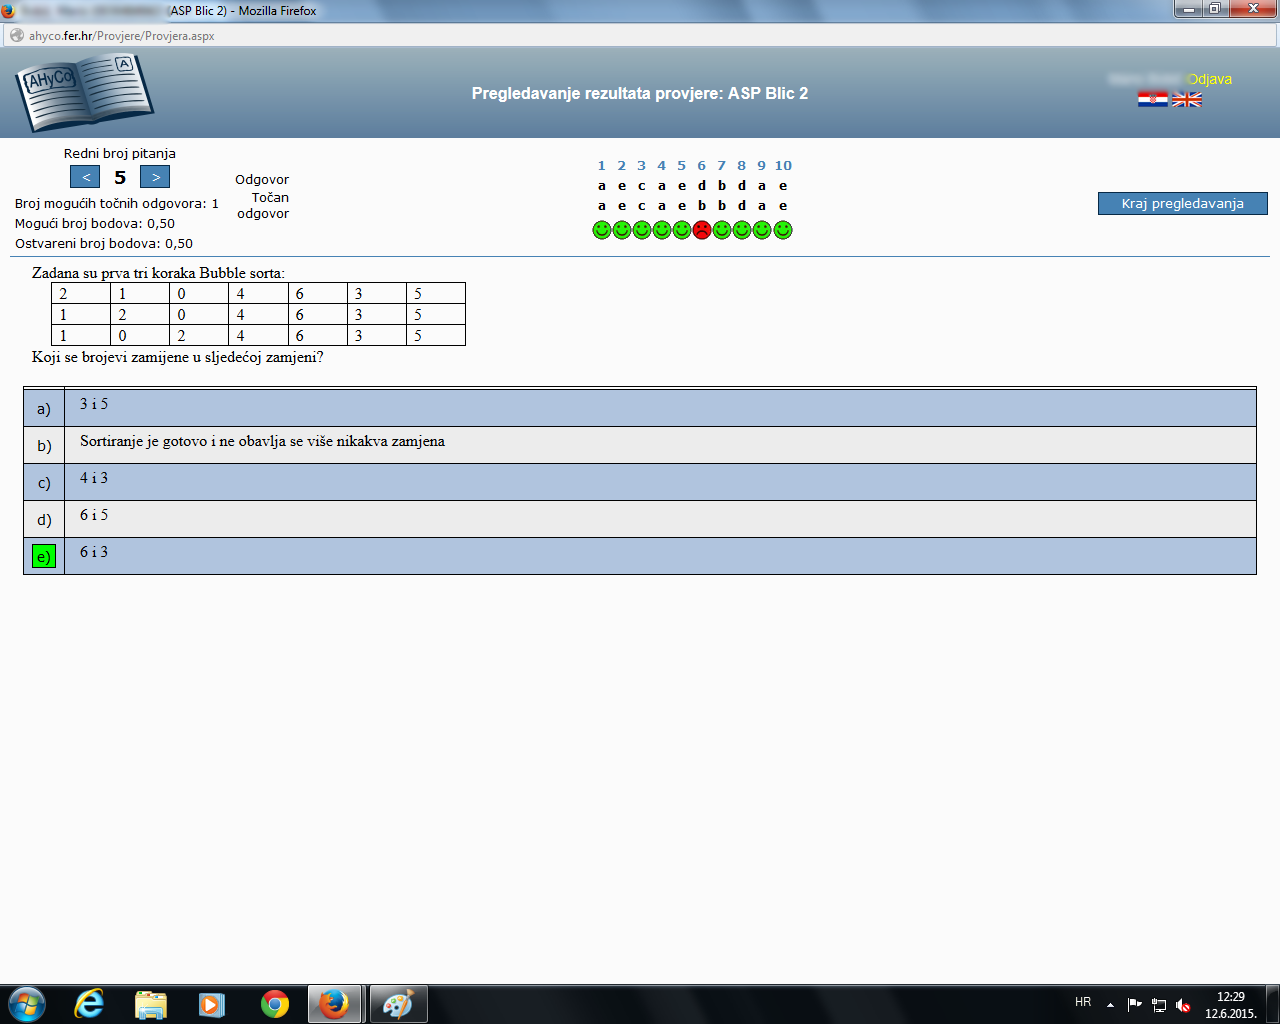 (ASP Blic 2) - Mozilla Firefox
ahyco.fer.hr/Provjere/Provjera.aspx
AHyCo
A
Pregledavanje rezultata provjere: ASP Blic 2
Odjava
Redni broj pitanja
< 5 >
Broj mogućih točnih odgovora: 1
Mogući broj bodova: 0,50
Ostvareni broj bodova: 0,50
1 2 3 4 5 6 7 8 9 10
Odgovor a e c a e d b d a e
Točan odgovor a e c a e b b d a e
Kraj pregledavanja
Zadana su prva tri koraka Bubble sorta:
2 1 0 4 6 3 5
1 2 0 4 6 3 5
1 0 2 4 6 3 5
Koji se brojevi zamijene u sljedećoj zamjeni?
a) 3 i 5
b) Sortiranje je gotovo i ne obavlja se više nikakva zamjena
c) 4 i 3
d) 6 i 5
e) 6 i 3
HR
12:29
12.6.2015.